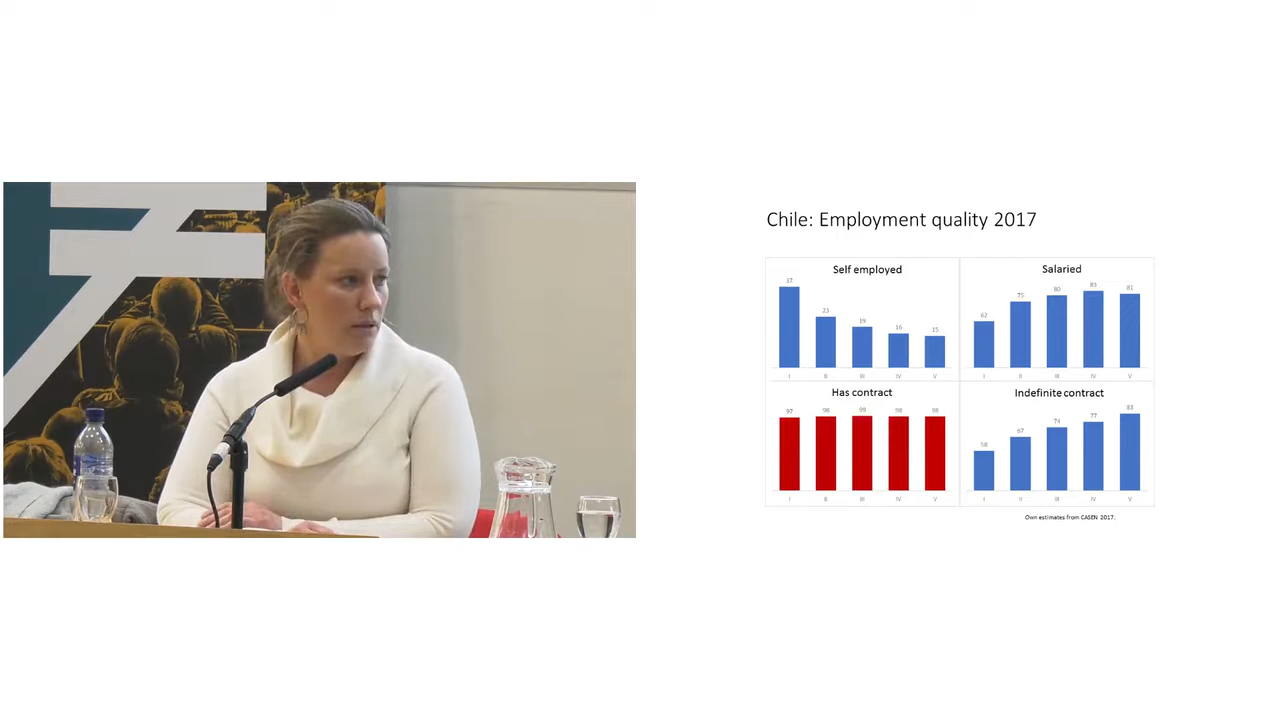 Chile: Employment quality 2017
Self employed
37
23
19
16
15
I
II
III
IV
V
Salaried
62
75
80
83
81
I
II
III
IV
V
Has contract
97
98
99
98
98
I
II
III
IV
V
Indefinite contract
58
67
74
77
83
I
II
III
IV
V
Own estimates from CASEN 2017.